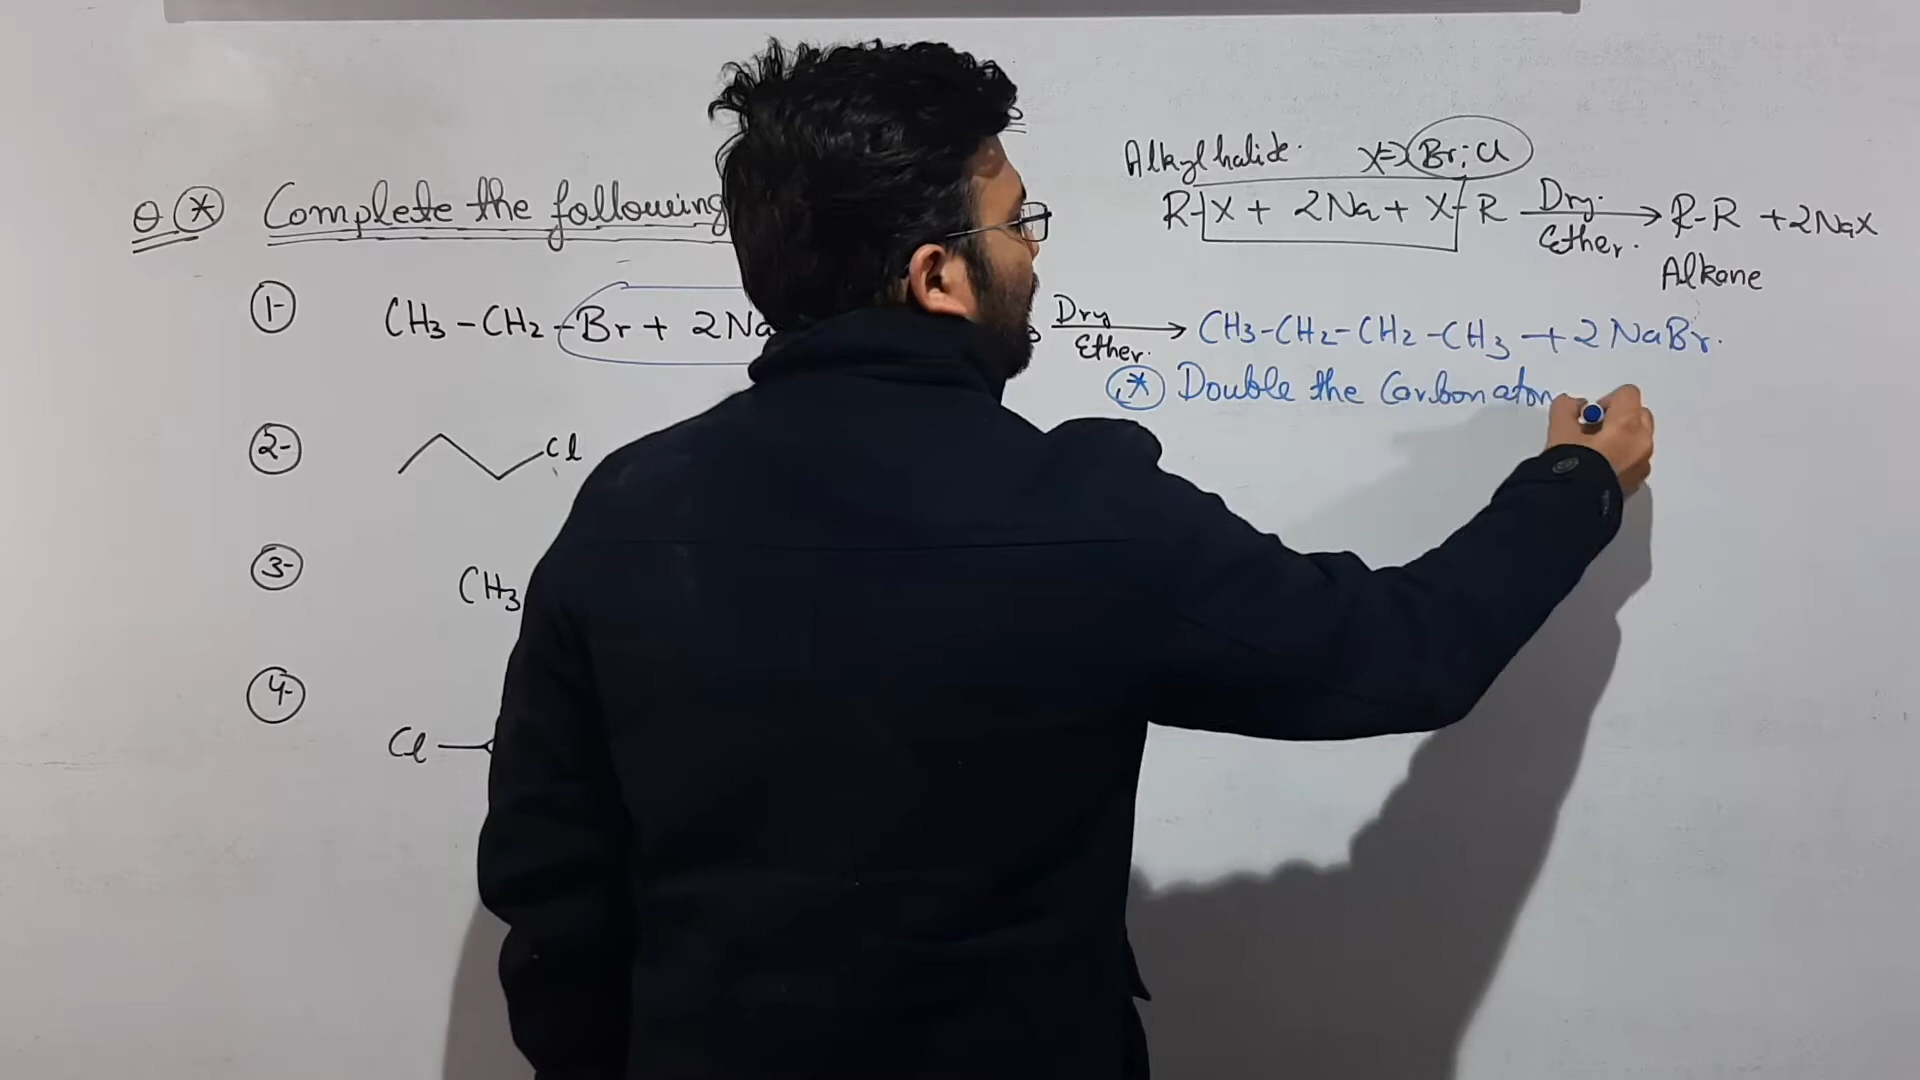 Alkyl halide. X=> Br; Cl
R-X + 2Na + X-R Dry. Ether. → R-R + 2NaX
Alkane
Q * Complete the following
1- CH3-CH2-Br + 2Na Dry Ether. → CH3-CH2-CH2-CH3 + 2NaBr.
* Double the Carbon atom
2- Cl
3- CH3
4- Cl